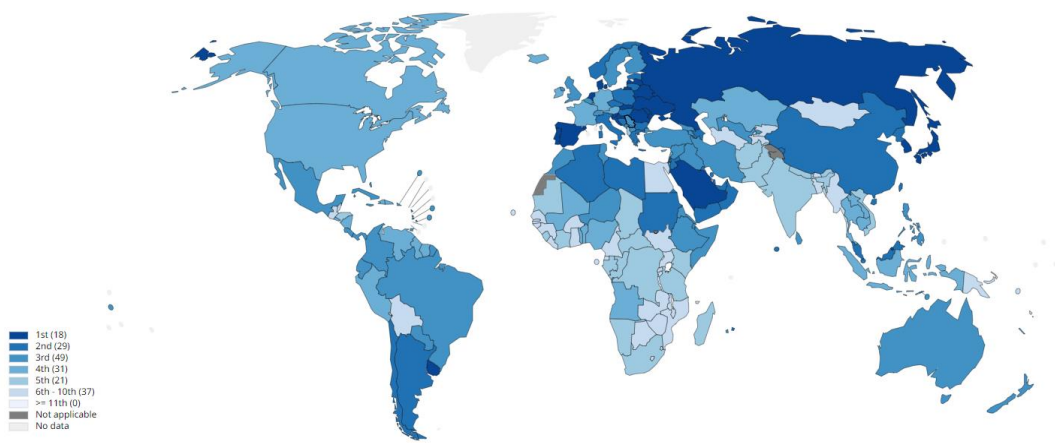 1st (18)
2nd (29)
3rd (49)
4th (31)
5th (21)
6th - 10th (37)
>= 11th (0)
Not applicable
No data